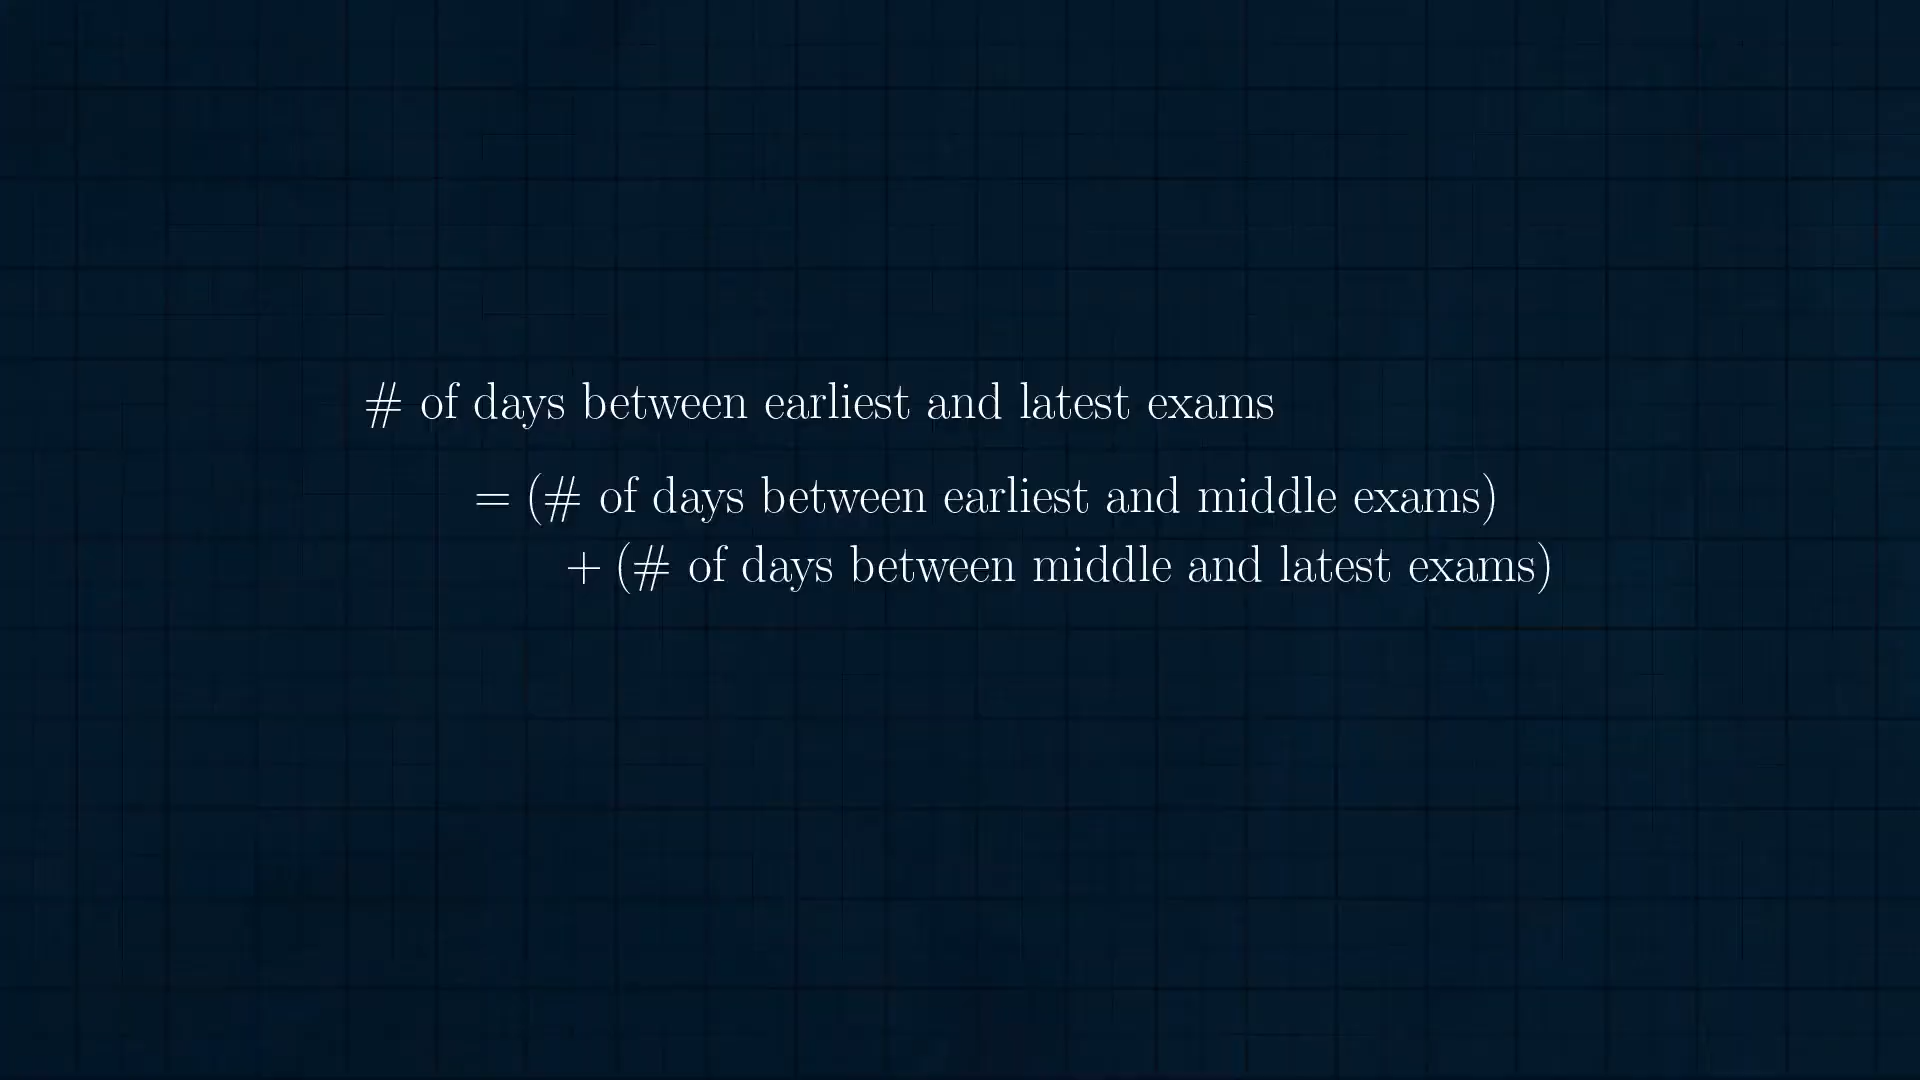 # of days between earliest and latest exams
= (# of days between earliest and middle exams)
+ (# of days between middle and latest exams)